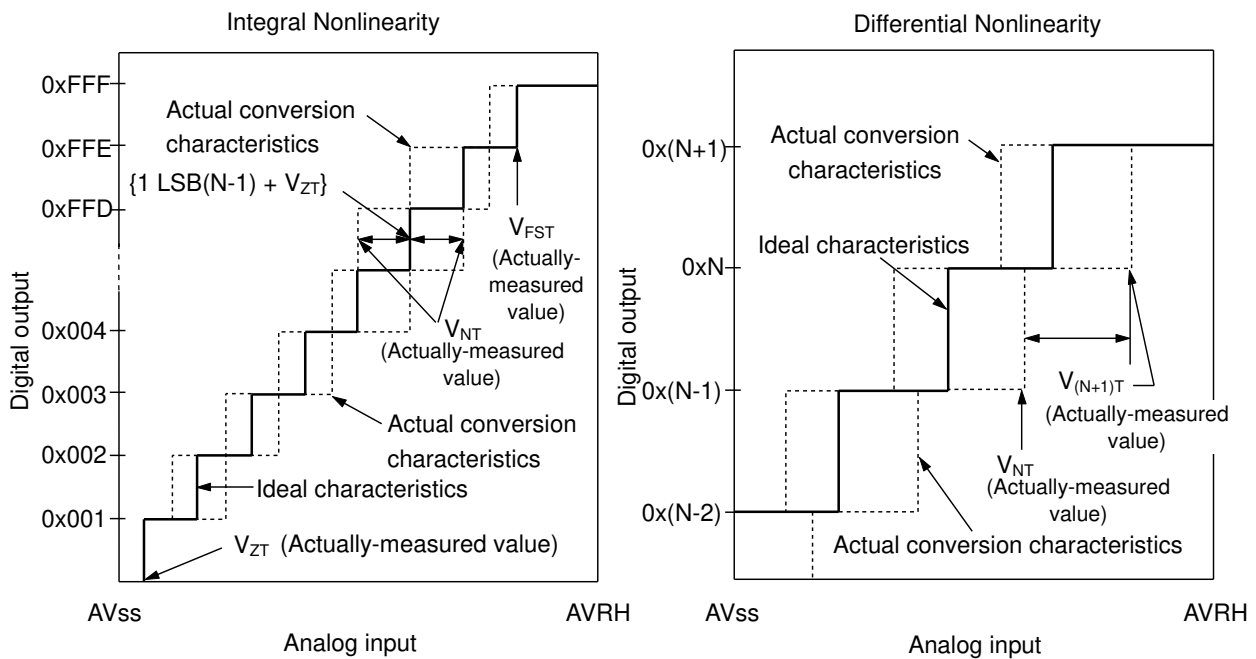 Integral Nonlinearity
0xFFF
0xFFE
0xFFD
0x004
0x003
0x002
0x001
Digital output
Actual conversion
characteristics
{1 LSB(N-1) + VZT}
VFST
(Actually-
measured
value)
VNT
(Actually-measured
value)
Actual conversion
characteristics
Ideal characteristics
VZT (Actually-measured value)
AVss
AVRH
Analog input
Differential Nonlinearity
0x(N+1)
0xN
0x(N-1)
0x(N-2)
Digital output
Actual conversion
characteristics
Ideal characteristics
V(N+1)T
(Actually-measured
value)
VNT
(Actually-measured
value)
Actual conversion characteristics
AVss
AVRH
Analog input